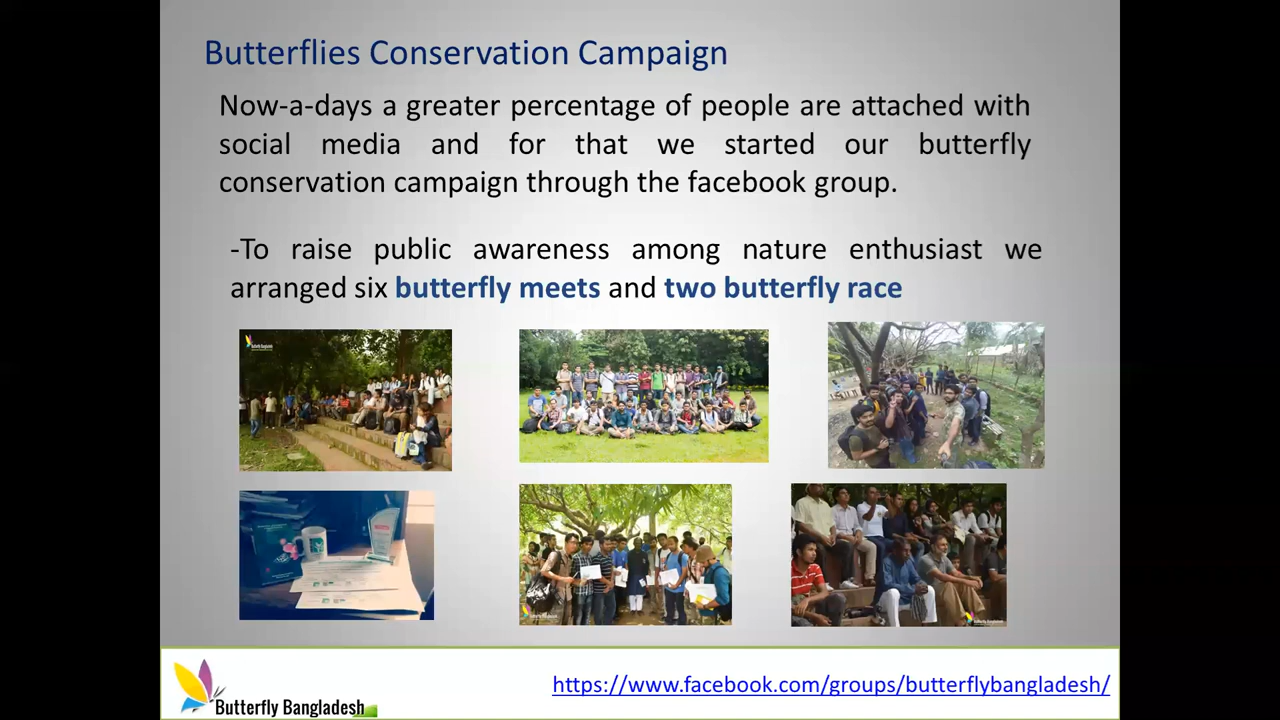 Butterflies Conservation Campaign
Now-a-days a greater percentage of people are attached with
social media and for that we started our butterfly
conservation campaign through the facebook group.
-To raise public awareness among nature enthusiast we
arranged six butterfly meets and two butterfly race
Butterfly Bangladesh
https://www.facebook.com/groups/butterflybangladesh/